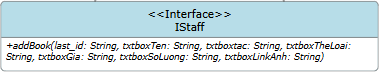 <<Interface>>
IStaff
+addBook(last_id: String, txtboxTen: String, txtboxtac: String, txtboxTheLoai:
String, txtboxGia: String, txtboxSoLuong: String, txtboxLinkAnh: String)